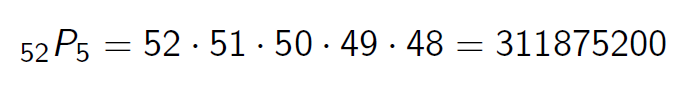 ₅₂P₅ = 52 · 51 · 50 · 49 · 48 = 311875200